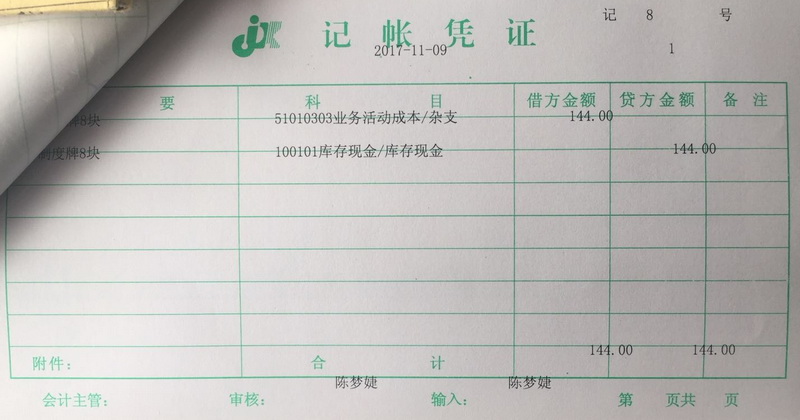 记 8 号
记帐凭证
2017-11-09 1
要 科目 借方金额 贷方金额 备注
牌8块 51010303业务活动成本/杂支 144.00
制度牌8块 100101库存现金/库存现金 144.00
附件： 合计 144.00 144.00
会计主管： 审核： 陈梦婕 输入： 陈梦婕 第 页共 页